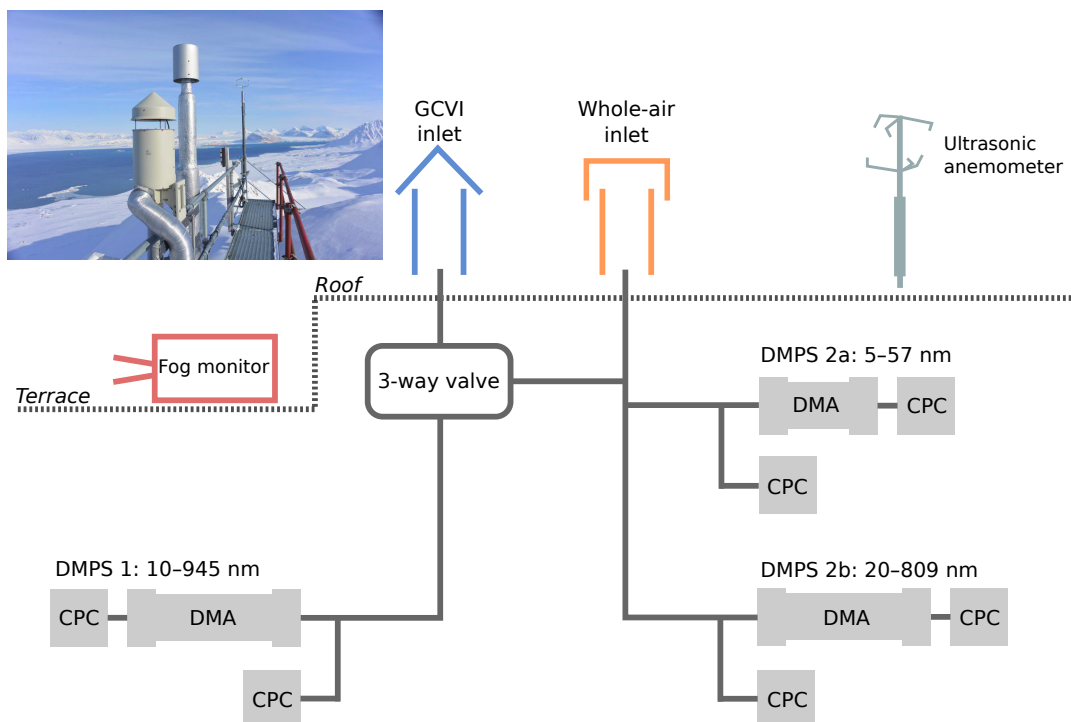 GCVI
inlet
Whole-air
inlet
Ultrasonic
anemometer
Roof
Fog monitor
Terrace
3-way valve
DMPS 2a: 5–57 nm
DMA
CPC
CPC
DMPS 1: 10–945 nm
CPC
DMA
CPC
DMPS 2b: 20–809 nm
DMA
CPC
CPC